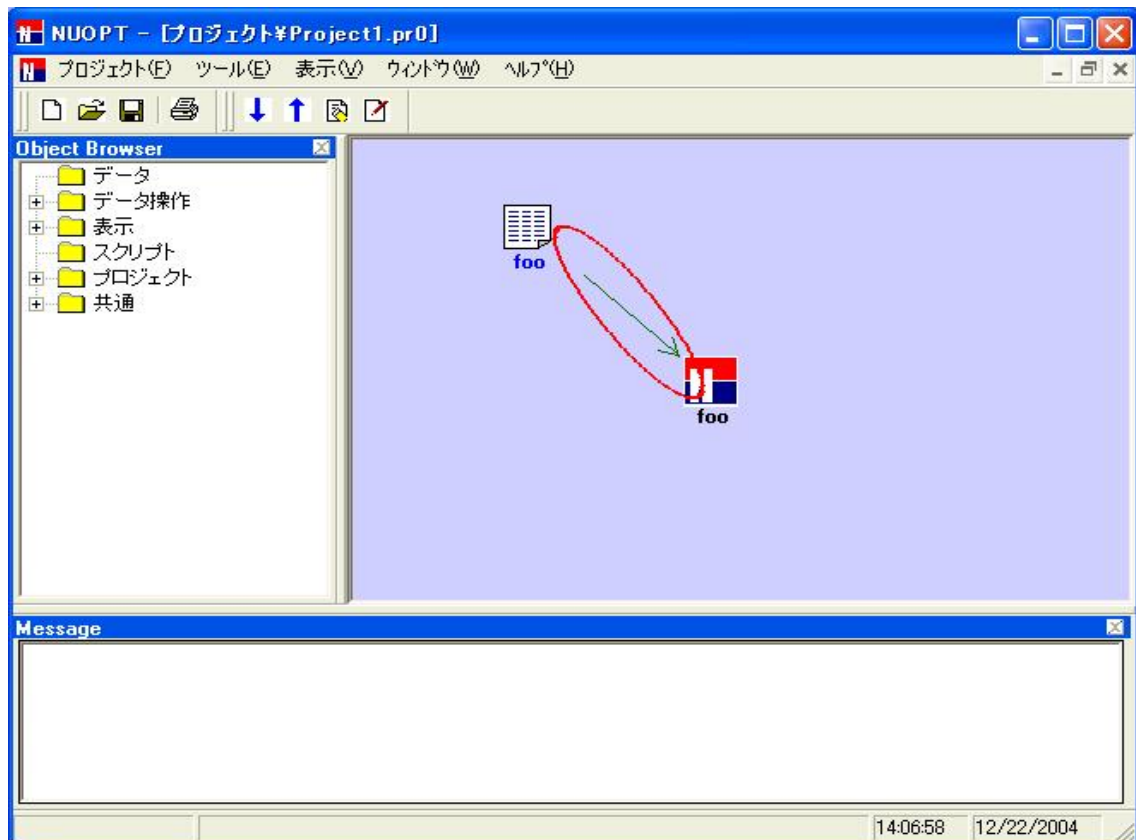 NUOPT - [プロジェクト¥Project1.pr0]
プロジェクト(F) ツール(E) 表示(V) ウィンドウ(W) ヘルプ(H)
Object Browser
データ
データ操作
表示
スクリプト
プロジェクト
共通
foo
foo
Message
14:06:58 12/22/2004